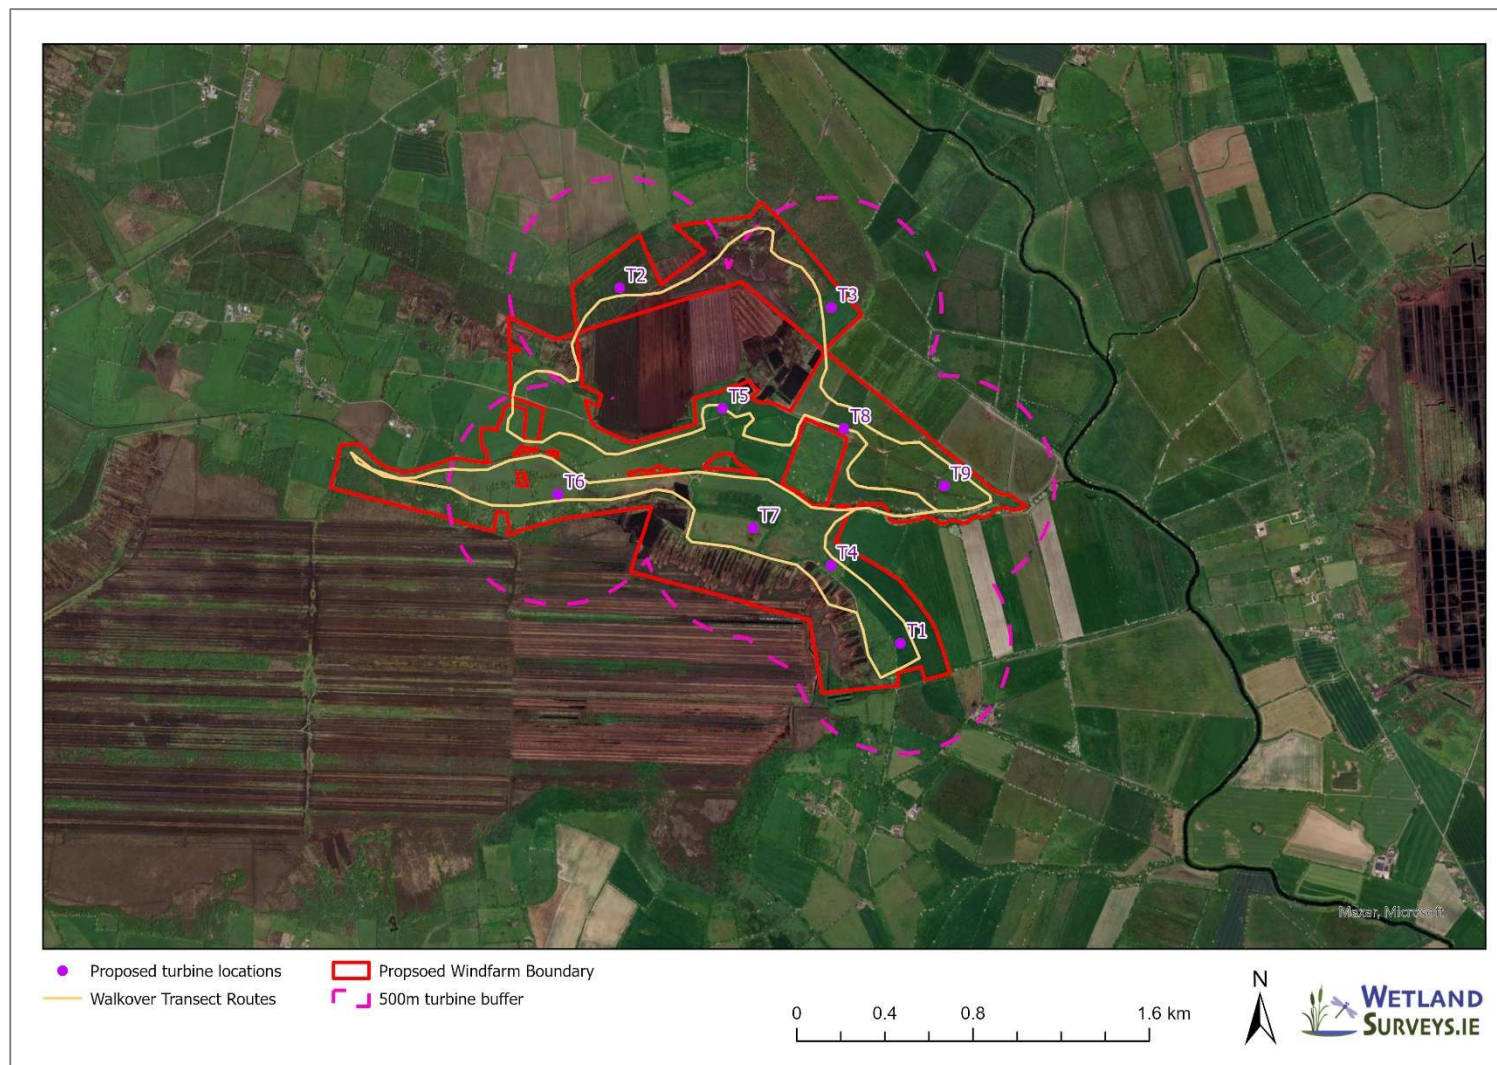 T2
T3
T5
T8
T9
T6
T7
T4
T1
Maxar, Microsoft
Proposed turbine locations
Walkover Transect Routes
Propsoed Windfarm Boundary
500m turbine buffer
0 0.4 0.8 1.6 km
N
WETLAND
SURVEYS.IE